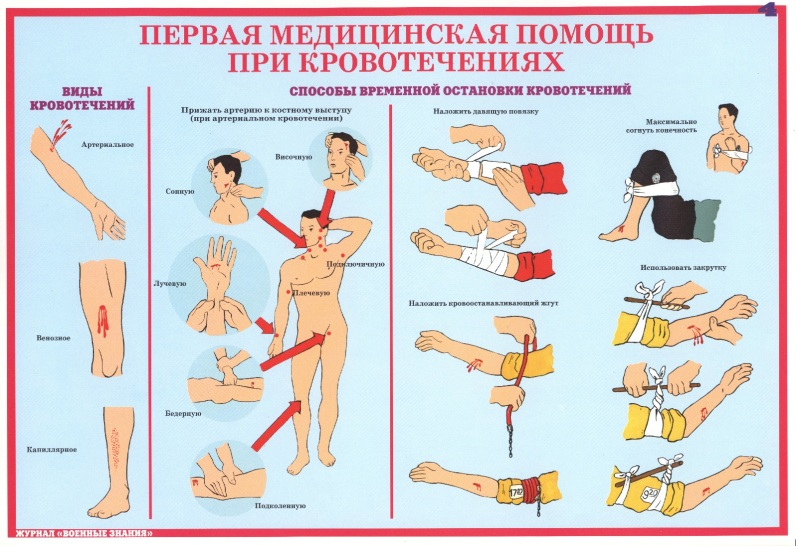 4
ПЕРВАЯ МЕДИЦИНСКАЯ ПОМОЩЬ
ПРИ КРОВОТЕЧЕНИЯХ
ВИДЫ
КРОВОТЕЧЕНИЙ
Артериальное
Венозное
Капиллярное
СПОСОБЫ ВРЕМЕННОЙ ОСТАНОВКИ КРОВОТЕЧЕНИЙ
Прижать артерию к костному выступу
(при артериальном кровотечении)
Височную
Сонную
Подключичную
Лучевую
Плечевую
Бедерную
Подколенную
Наложить давящую повязку
Наложить кровоостанавливающий жгут
Максимально
согнуть конечность
Использовать закрутку
ЖУРНАЛ «ВОЕННЫЕ ЗНАНИЯ»